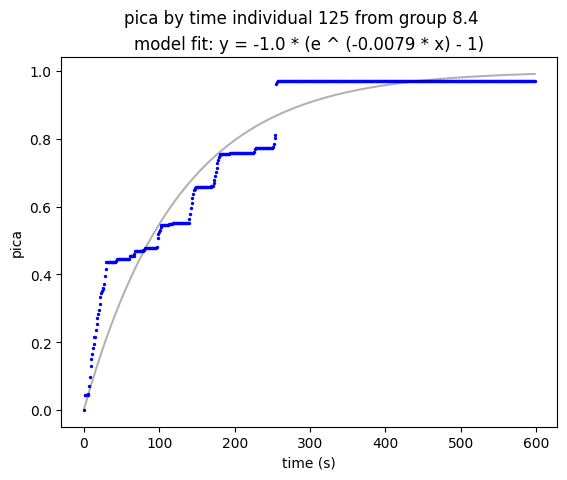 pica by time individual 125 from group 8.4
model fit: y = -1.0 * (e ^ (-0.0079 * x) - 1)
1.0
0.8
0.6
0.4
0.2
0.0
pica
0 100 200 300 400 500 600
time (s)